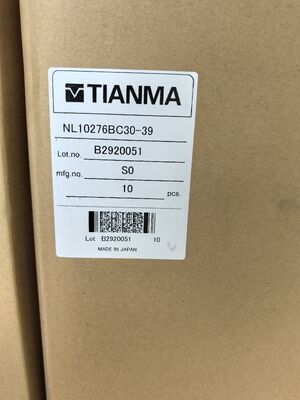 TIANMA
NL10276BC30-39
Lot.no. B2920051
mfg.no. S0
10 pcs.
Lot B2920051 10
MADE IN JAPAN